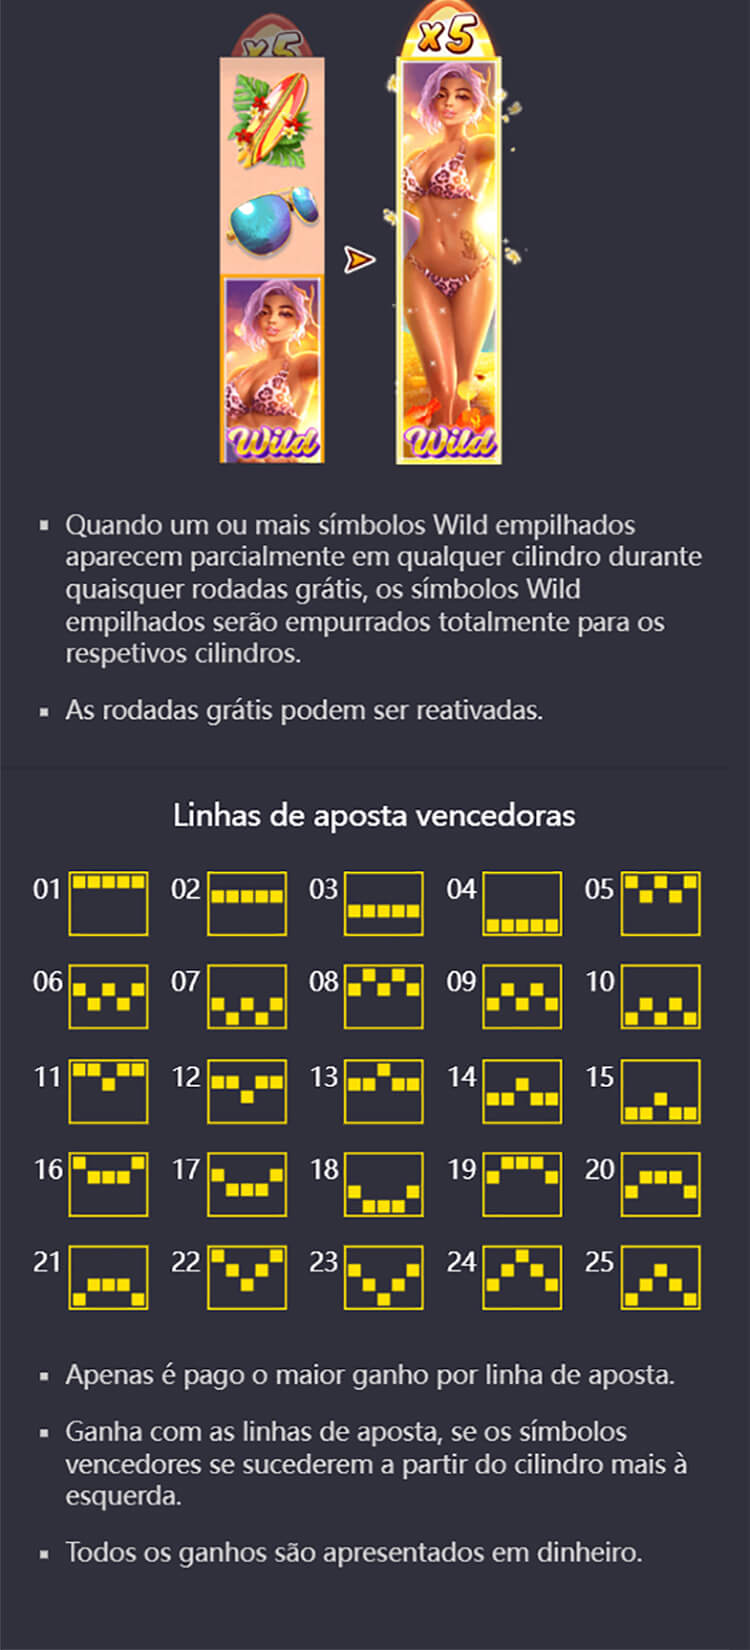 x5
x5
Wild
Wild
Quando um ou mais símbolos Wild empilhados
aparecem parcialmente em qualquer cilindro durante
quaisquer rodadas grátis, os símbolos Wild
empilhados serão empurrados totalmente para os
respetivos cilindros.
As rodadas grátis podem ser reativadas.
Linhas de aposta vencedoras
01 02 03 04 05
06 07 08 09 10
11 12 13 14 15
16 17 18 19 20
21 22 23 24 25
Apenas é pago o maior ganho por linha de aposta.
Ganha com as linhas de aposta, se os símbolos
vencedores se sucederem a partir do cilindro mais à
esquerda.
Todos os ganhos são apresentados em dinheiro.